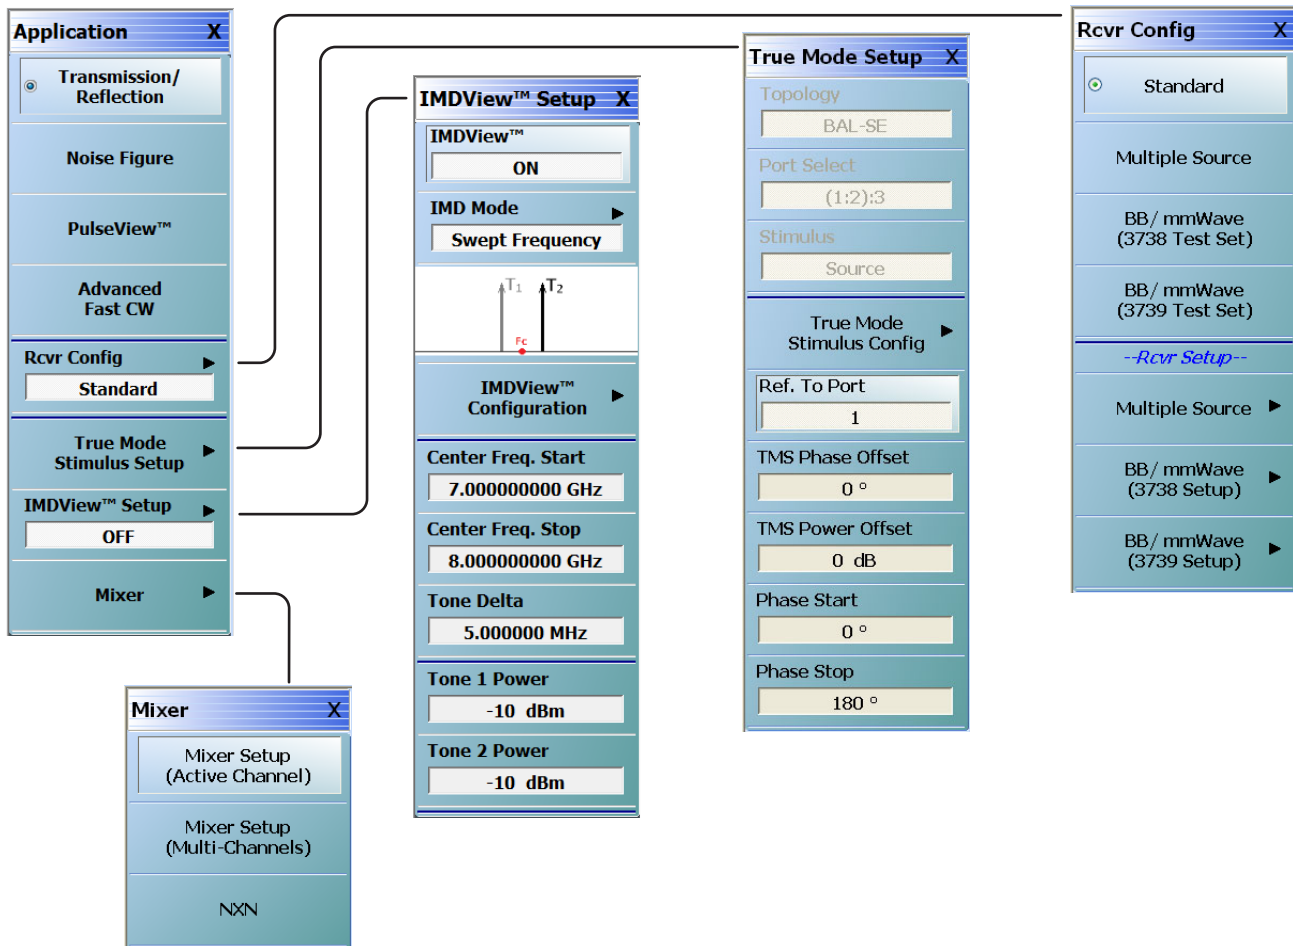 Application X
Transmission/
Reflection
Noise Figure
PulseView™
Advanced
Fast CW
Rcvr Config
Standard
True Mode
Stimulus Setup
IMDView™ Setup
OFF
Mixer
Mixer X
Mixer Setup
(Active Channel)
Mixer Setup
(Multi-Channels)
NXN
IMDView™ Setup X
IMDView™
ON
IMD Mode
Swept Frequency
T1 T2
Fc
IMDView™
Configuration
Center Freq. Start
7.000000000 GHz
Center Freq. Stop
8.000000000 GHz
Tone Delta
5.000000 MHz
Tone 1 Power
-10 dBm
Tone 2 Power
-10 dBm
True Mode Setup X
Topology
BAL-SE
Port Select
(1:2):3
Stimulus
Source
True Mode
Stimulus Config
Ref. To Port
1
TMS Phase Offset
0 °
TMS Power Offset
0 dB
Phase Start
0 °
Phase Stop
180 °
Rcvr Config X
Standard
Multiple Source
BB/ mmWave
(3738 Test Set)
BB/ mmWave
(3739 Test Set)
--Rcvr Setup--
Multiple Source
BB/ mmWave
(3738 Setup)
BB/ mmWave
(3739 Setup)